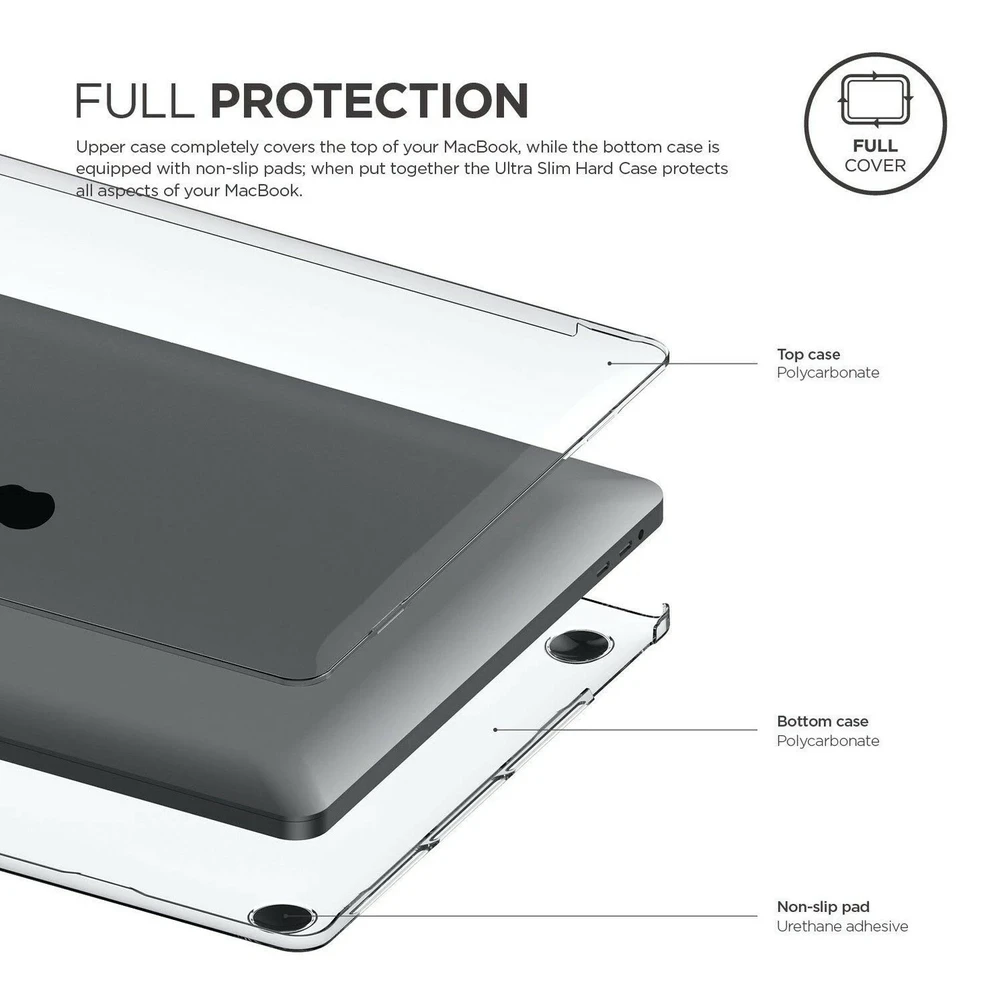 FULL PROTECTION
Upper case completely covers the top of your MacBook, while the bottom case is
equipped with non-slip pads; when put together the Ultra Slim Hard Case protects
all aspects of your MacBook.
FULL
COVER
Top case
Polycarbonate
Bottom case
Polycarbonate
Non-slip pad
Urethane adhesive